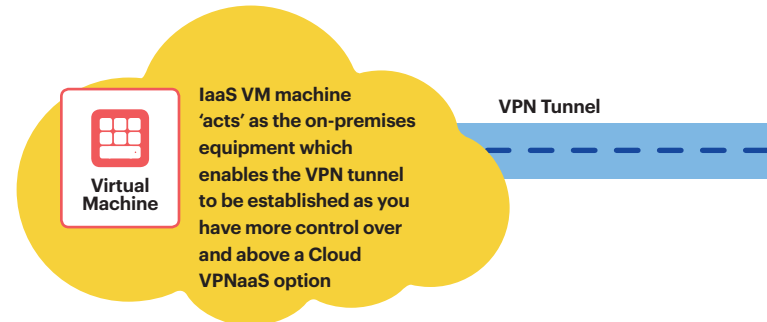 Virtual
Machine
IaaS VM machine
‘acts’ as the on-premises
equipment which
enables the VPN tunnel
to be established as you
have more control over
and above a Cloud
VPNaaS option
VPN Tunnel